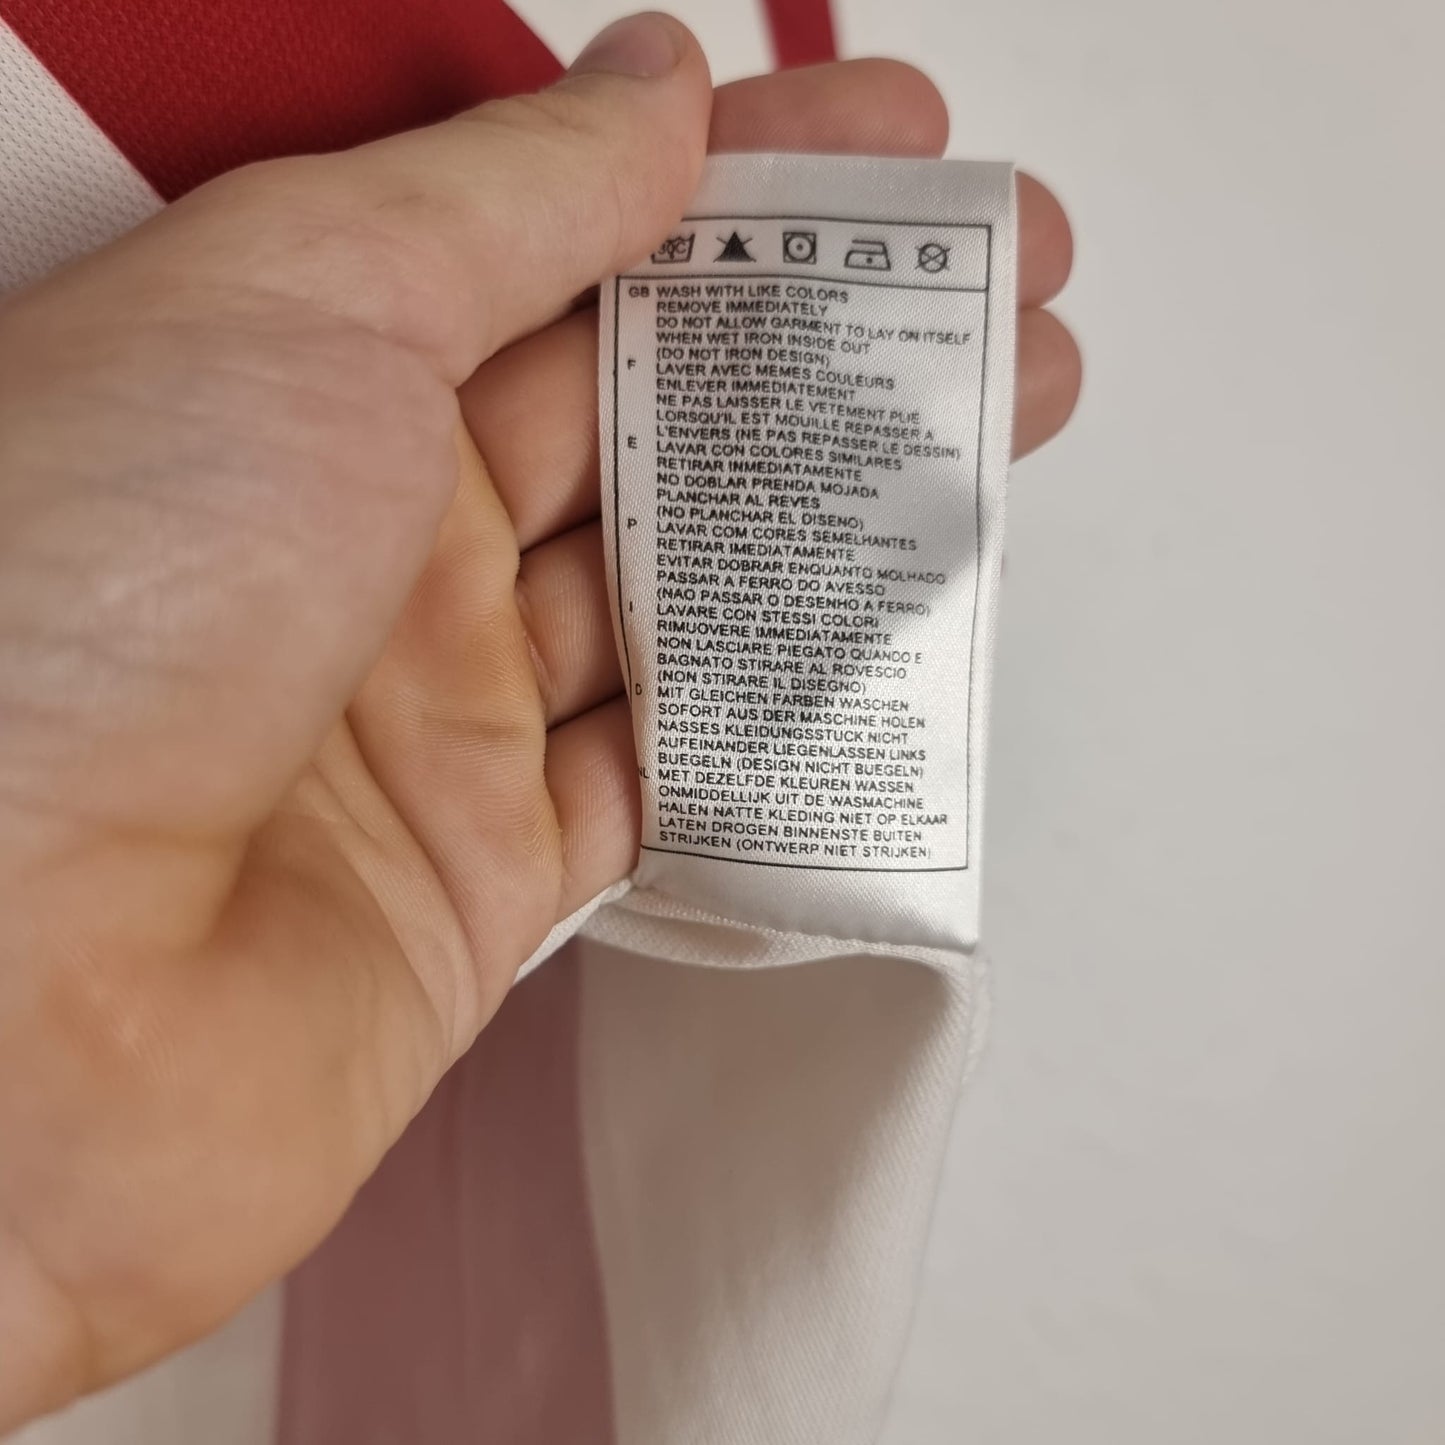 30C
GB WASH WITH LIKE COLORS
REMOVE IMMEDIATELY
DO NOT ALLOW GARMENT TO LAY ON ITSELF
WHEN WET IRON INSIDE OUT
(DO NOT IRON DESIGN)
F LAVER AVEC MEMES COULEURS
ENLEVER IMMEDIATEMENT
NE PAS LAISSER LE VETEMENT PLIE
LORSQU'IL EST MOUILLE REPASSER A
L'ENVERS (NE PAS REPASSER LE DESSIN)
E LAVAR CON COLORES SIMILARES
RETIRAR INMEDIATAMENTE
NO DOBLAR PRENDA MOJADA
PLANCHAR AL REVES
(NO PLANCHAR EL DISENO)
P LAVAR COM CORES SEMELHANTES
RETIRAR IMEDIATAMENTE
EVITAR DOBRAR ENQUANTO MOLHADO
PASSAR A FERRO DO AVESSO
(NAO PASSAR O DESENHO A FERRO)
I LAVARE CON STESSI COLORI
RIMUOVERE IMMEDIATAMENTE
NON LASCIARE PIEGATO QUANDO E
BAGNATO STIRARE AL ROVESCIO
(NON STIRARE IL DISEGNO)
D MIT GLEICHEN FARBEN WASCHEN
SOFORT AUS DER MASCHINE HOLEN
NASSES KLEIDUNGSSTUCK NICHT
AUFEINANDER LIEGENLASSEN LINKS
BUEGELN (DESIGN NICHT BUEGELN)
NL MET DEZELFDE KLEUREN WASSEN
ONMIDDELLIJK UIT DE WASMACHINE
HALEN NATTE KLEDING NIET OP ELKAAR
LATEN DROGEN BINNENSTE BUITEN
STRIJKEN (ONTWERP NIET STRIJKEN)